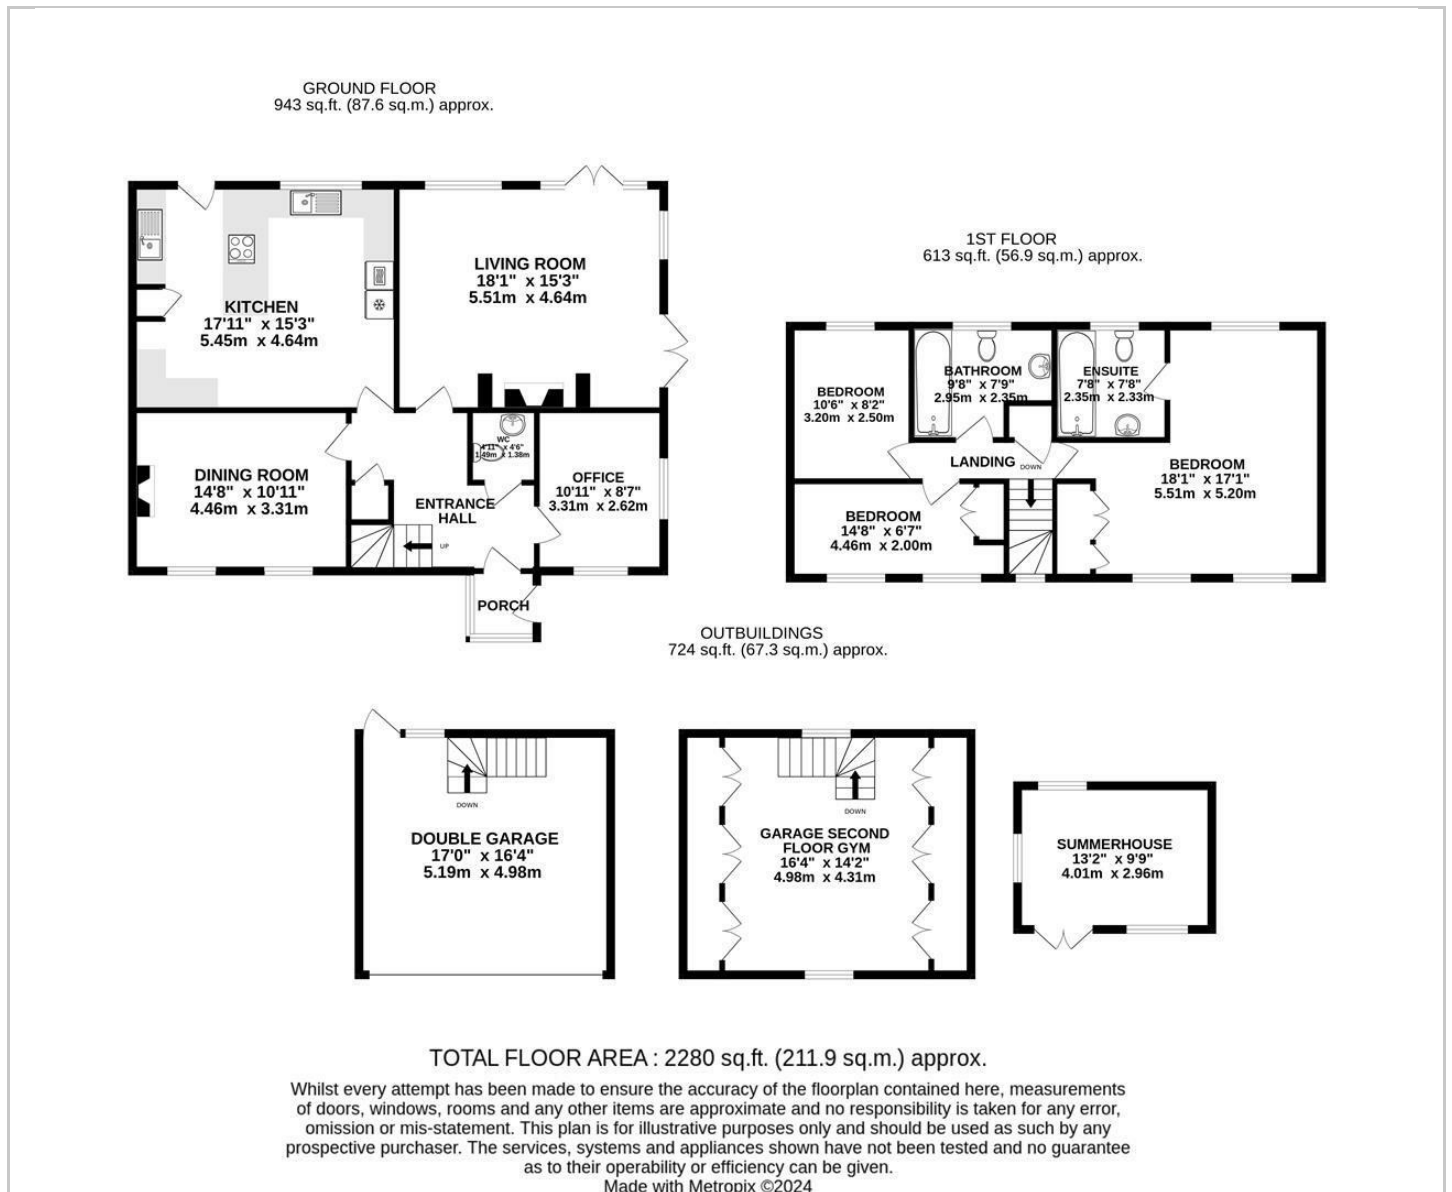 GROUND FLOOR
943 sq.ft. (87.6 sq.m.) approx.
KITCHEN
17'11" x 15'3"
5.45m x 4.64m
LIVING ROOM
18'1" x 15'3"
5.51m x 4.64m
DINING ROOM
14'8" x 10'11"
4.46m x 3.31m
WC
4'11" x 4'6"
1.49m x 1.38m
OFFICE
10'11" x 8'7"
3.31m x 2.62m
ENTRANCE
HALL
UP
PORCH
1ST FLOOR
613 sq.ft. (56.9 sq.m.) approx.
BEDROOM
10'6" x 8'2"
3.20m x 2.50m
BATHROOM
9'8" x 7'9"
2.95m x 2.35m
ENSUITE
7'8" x 7'8"
2.35m x 2.33m
LANDING
DOWN
BEDROOM
18'1" x 17'1"
5.51m x 5.20m
BEDROOM
14'8" x 6'7"
4.46m x 2.00m
OUTBUILDINGS
724 sq.ft. (67.3 sq.m.) approx.
DOWN
DOUBLE GARAGE
17'0" x 16'4"
5.19m x 4.98m
DOWN
GARAGE SECOND
FLOOR GYM
16'4" x 14'2"
4.98m x 4.31m
SUMMERHOUSE
13'2" x 9'9"
4.01m x 2.96m
TOTAL FLOOR AREA : 2280 sq.ft. (211.9 sq.m.) approx.
Whilst every attempt has been made to ensure the accuracy of the floorplan contained here, measurements
of doors, windows, rooms and any other items are approximate and no responsibility is taken for any error,
omission or mis-statement. This plan is for illustrative purposes only and should be used as such by any
prospective purchaser. The services, systems and appliances shown have not been tested and no guarantee
as to their operability or efficiency can be given.
Made with Metropix ©2024